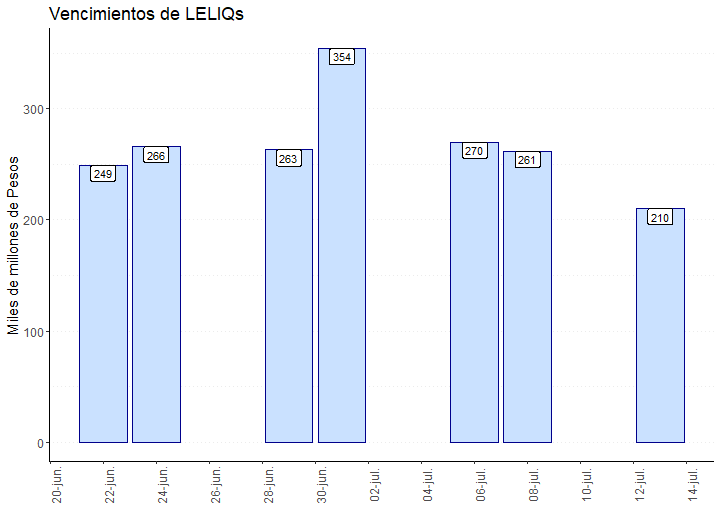 Vencimientos de LELIQs
Miles de millones de Pesos
300
200
100
0
249
266
263
354
270
261
210
20-jun.
22-jun.
24-jun.
26-jun.
28-jun.
30-jun.
02-jul.
04-jul.
06-jul.
08-jul.
10-jul.
12-jul.
14-jul.